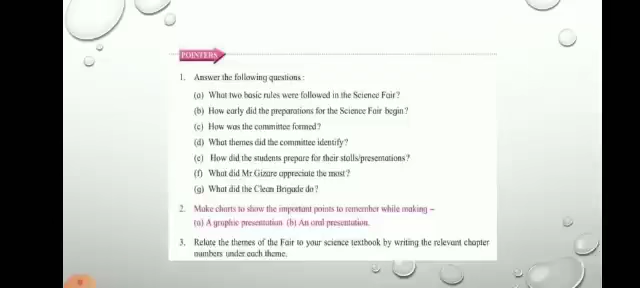 POINTERS
1. Answer the following questions :
(a) What two basic rules were followed in the Science Fair?
(b) How early did the preparations for the Science Fair begin?
(c) How was the committee formed?
(d) What themes did the committee identify?
(e) How did the students prepare for their stalls/presentations?
(f) What did Mr Gizare appreciate the most?
(g) What did the Clean Brigade do?
2. Make charts to show the important points to remember while making –
(a) A graphic presentation (b) An oral presentation.
3. Relate the themes of the Fair to your science textbook by writing the relevant chapter
numbers under each theme.